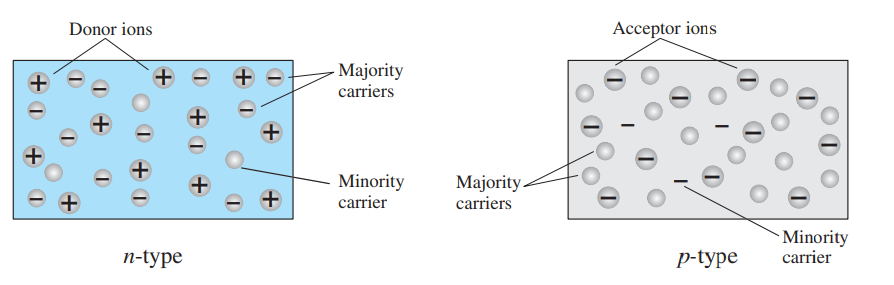 Donor ions
Majority
carriers
Minority
carrier
n-type
Acceptor ions
Majority
carriers
Minority
carrier
p-type